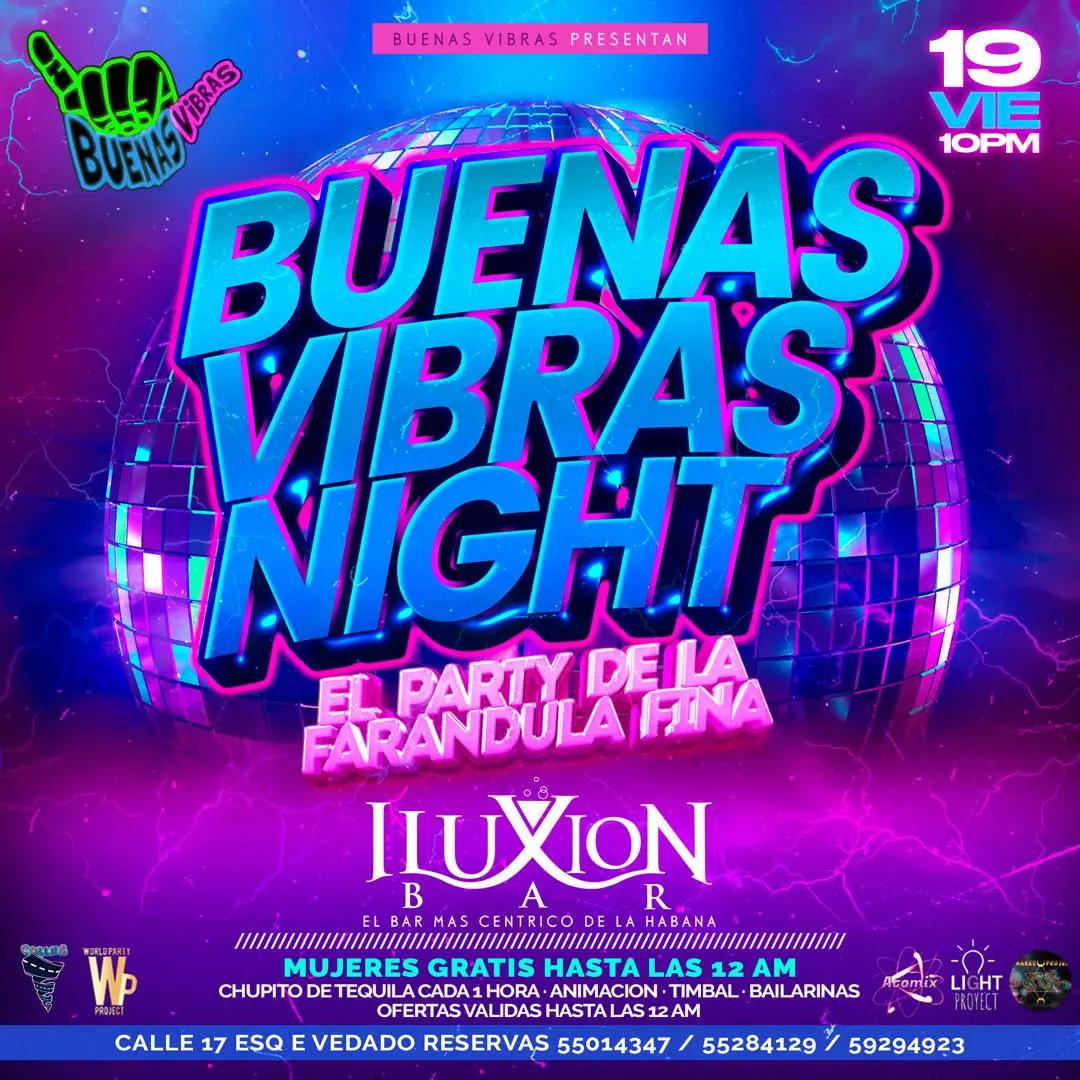 BUENAS VIBRAS PRESENTAN
BUENAS VIBRAS
19
VIE
10PM
BUENAS
VIBRAS
NIGHT
EL PARTY DE LA
FARANDULA FINA
ILUXION
BAR
EL BAR MAS CENTRICO DE LA HABANA
MUJERES GRATIS HASTA LAS 12 AM
CHUPITO DE TEQUILA CADA 1 HORA · ANIMACION · TIMBAL · BAILARINAS
OFERTAS VALIDAS HASTA LAS 12 AM
WORLD PARTY
WP
PROJECT
Atomix
LIGHT
PROYECT
CALLE 17 ESQ E VEDADO RESERVAS 55014347 / 55284129 / 59294923